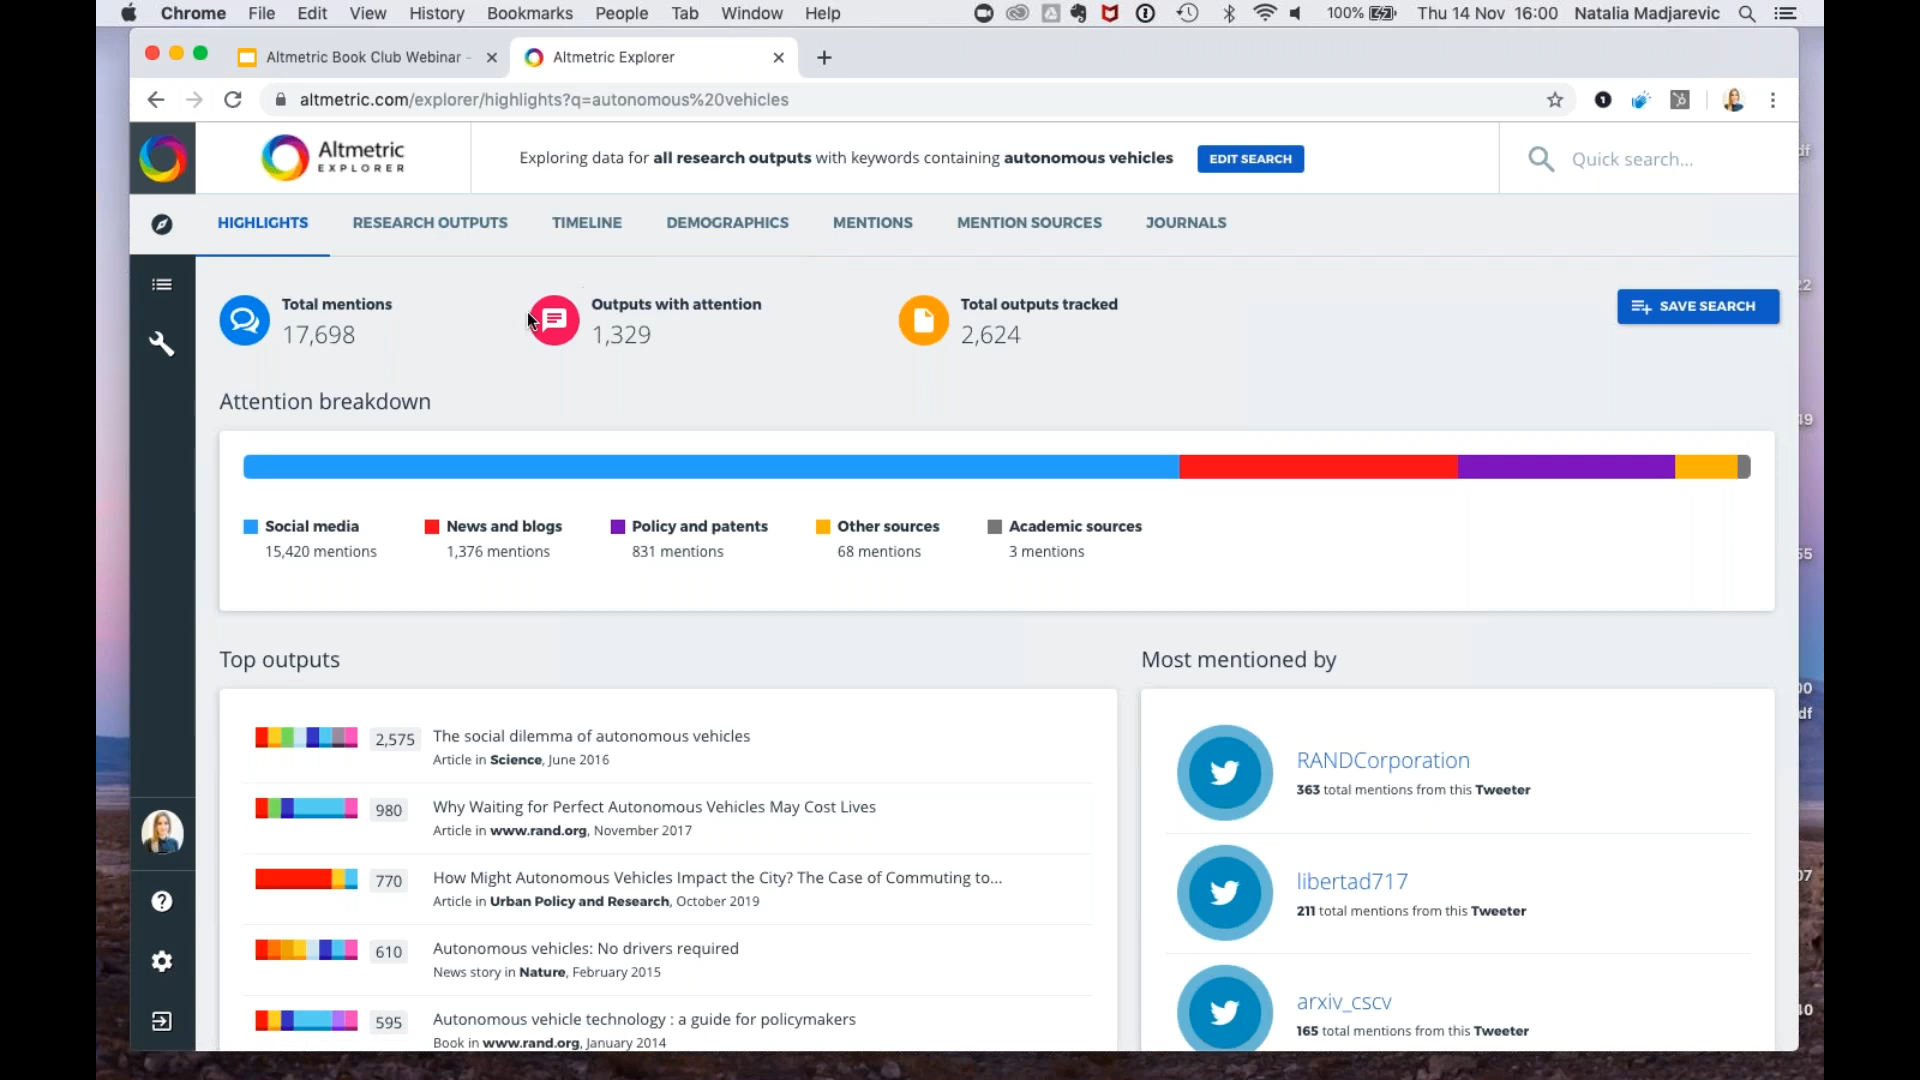 Chrome File Edit View History Bookmarks People Tab Window Help 100% Thu 14 Nov 16:00 Natalia Madjarevic
Altmetric Book Club Webinar -
Altmetric Explorer
altmetric.com/explorer/highlights?q=autonomous%20vehicles
Altmetric
EXPLORER
Exploring data for all research outputs with keywords containing autonomous vehicles
EDIT SEARCH
Quick search...
HIGHLIGHTS RESEARCH OUTPUTS TIMELINE DEMOGRAPHICS MENTIONS MENTION SOURCES JOURNALS
Total mentions
17,698
Outputs with attention
1,329
Total outputs tracked
2,624
SAVE SEARCH
Attention breakdown
Social media
15,420 mentions
News and blogs
1,376 mentions
Policy and patents
831 mentions
Other sources
68 mentions
Academic sources
3 mentions
Top outputs
2,575 The social dilemma of autonomous vehicles
Article in Science, June 2016
980 Why Waiting for Perfect Autonomous Vehicles May Cost Lives
Article in www.rand.org, November 2017
770 How Might Autonomous Vehicles Impact the City? The Case of Commuting to...
Article in Urban Policy and Research, October 2019
610 Autonomous vehicles: No drivers required
News story in Nature, February 2015
595 Autonomous vehicle technology : a guide for policymakers
Book in www.rand.org, January 2014
Most mentioned by
RANDCorporation
363 total mentions from this Tweeter
libertad717
211 total mentions from this Tweeter
arxiv_cscv
165 total mentions from this Tweeter